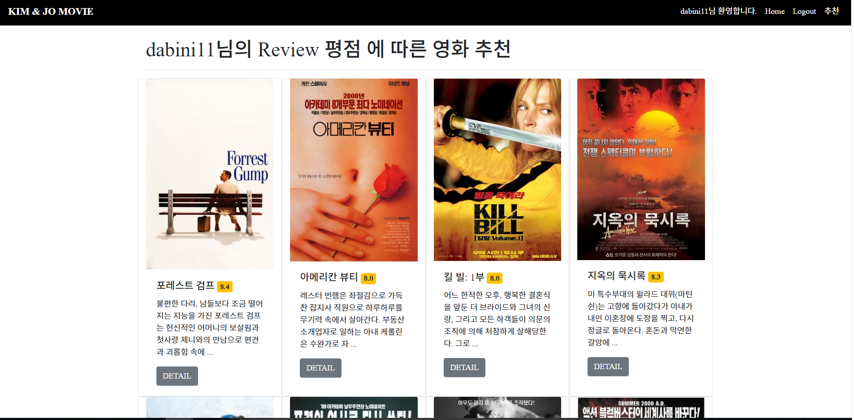 KIM & JO MOVIE
dabini11님 환영합니다. Home Logout 추천
dabini11님의 Review 평점 에 따른 영화 추천
Forrest
Gump
포레스트 검프 8.4
불편한 다리, 남들보다 조금 떨어
지는 지능을 가진 포레스트 검프
는 헌신적인 어머니의 보살핌과
첫사랑 제니와의 만남으로 편견
과 괴롭힘 속에 ...
DETAIL
2000년
아카데미 8개부문 최다 노미네이션
아메리칸 뷰티
아메리칸 뷰티 8.0
레스터 번햄은 좌절감으로 가득
찬 잡지사 직원으로 하루하루를
무기력 속에서 살아간다. 부동산
소개업자로 일하는 아내 케롤린
은 수완가로 자 ...
DETAIL
KILL
BILL
킬 빌: 1부 8.0
어느 한적한 오후, 행복한 결혼식
을 앞둔 더 브라이드와 그녀의 신
랑, 그리고 모든 하객들이 의문의
조직에 의해 처참하게 살해당한
다. 그로 ...
DETAIL
전쟁 스펙터클이 부활한다!
지옥의 묵시록
지옥의 묵시록 8.3
미 특수부대의 윌라드 대위(마틴
쉰)는 고향에 돌아갔다가 아내가
내민 이혼장에 도장을 찍고, 다시
정글로 돌아온다. 혼돈과 막연한
갈망에 ...
DETAIL
SUMMER 2000 A.D.